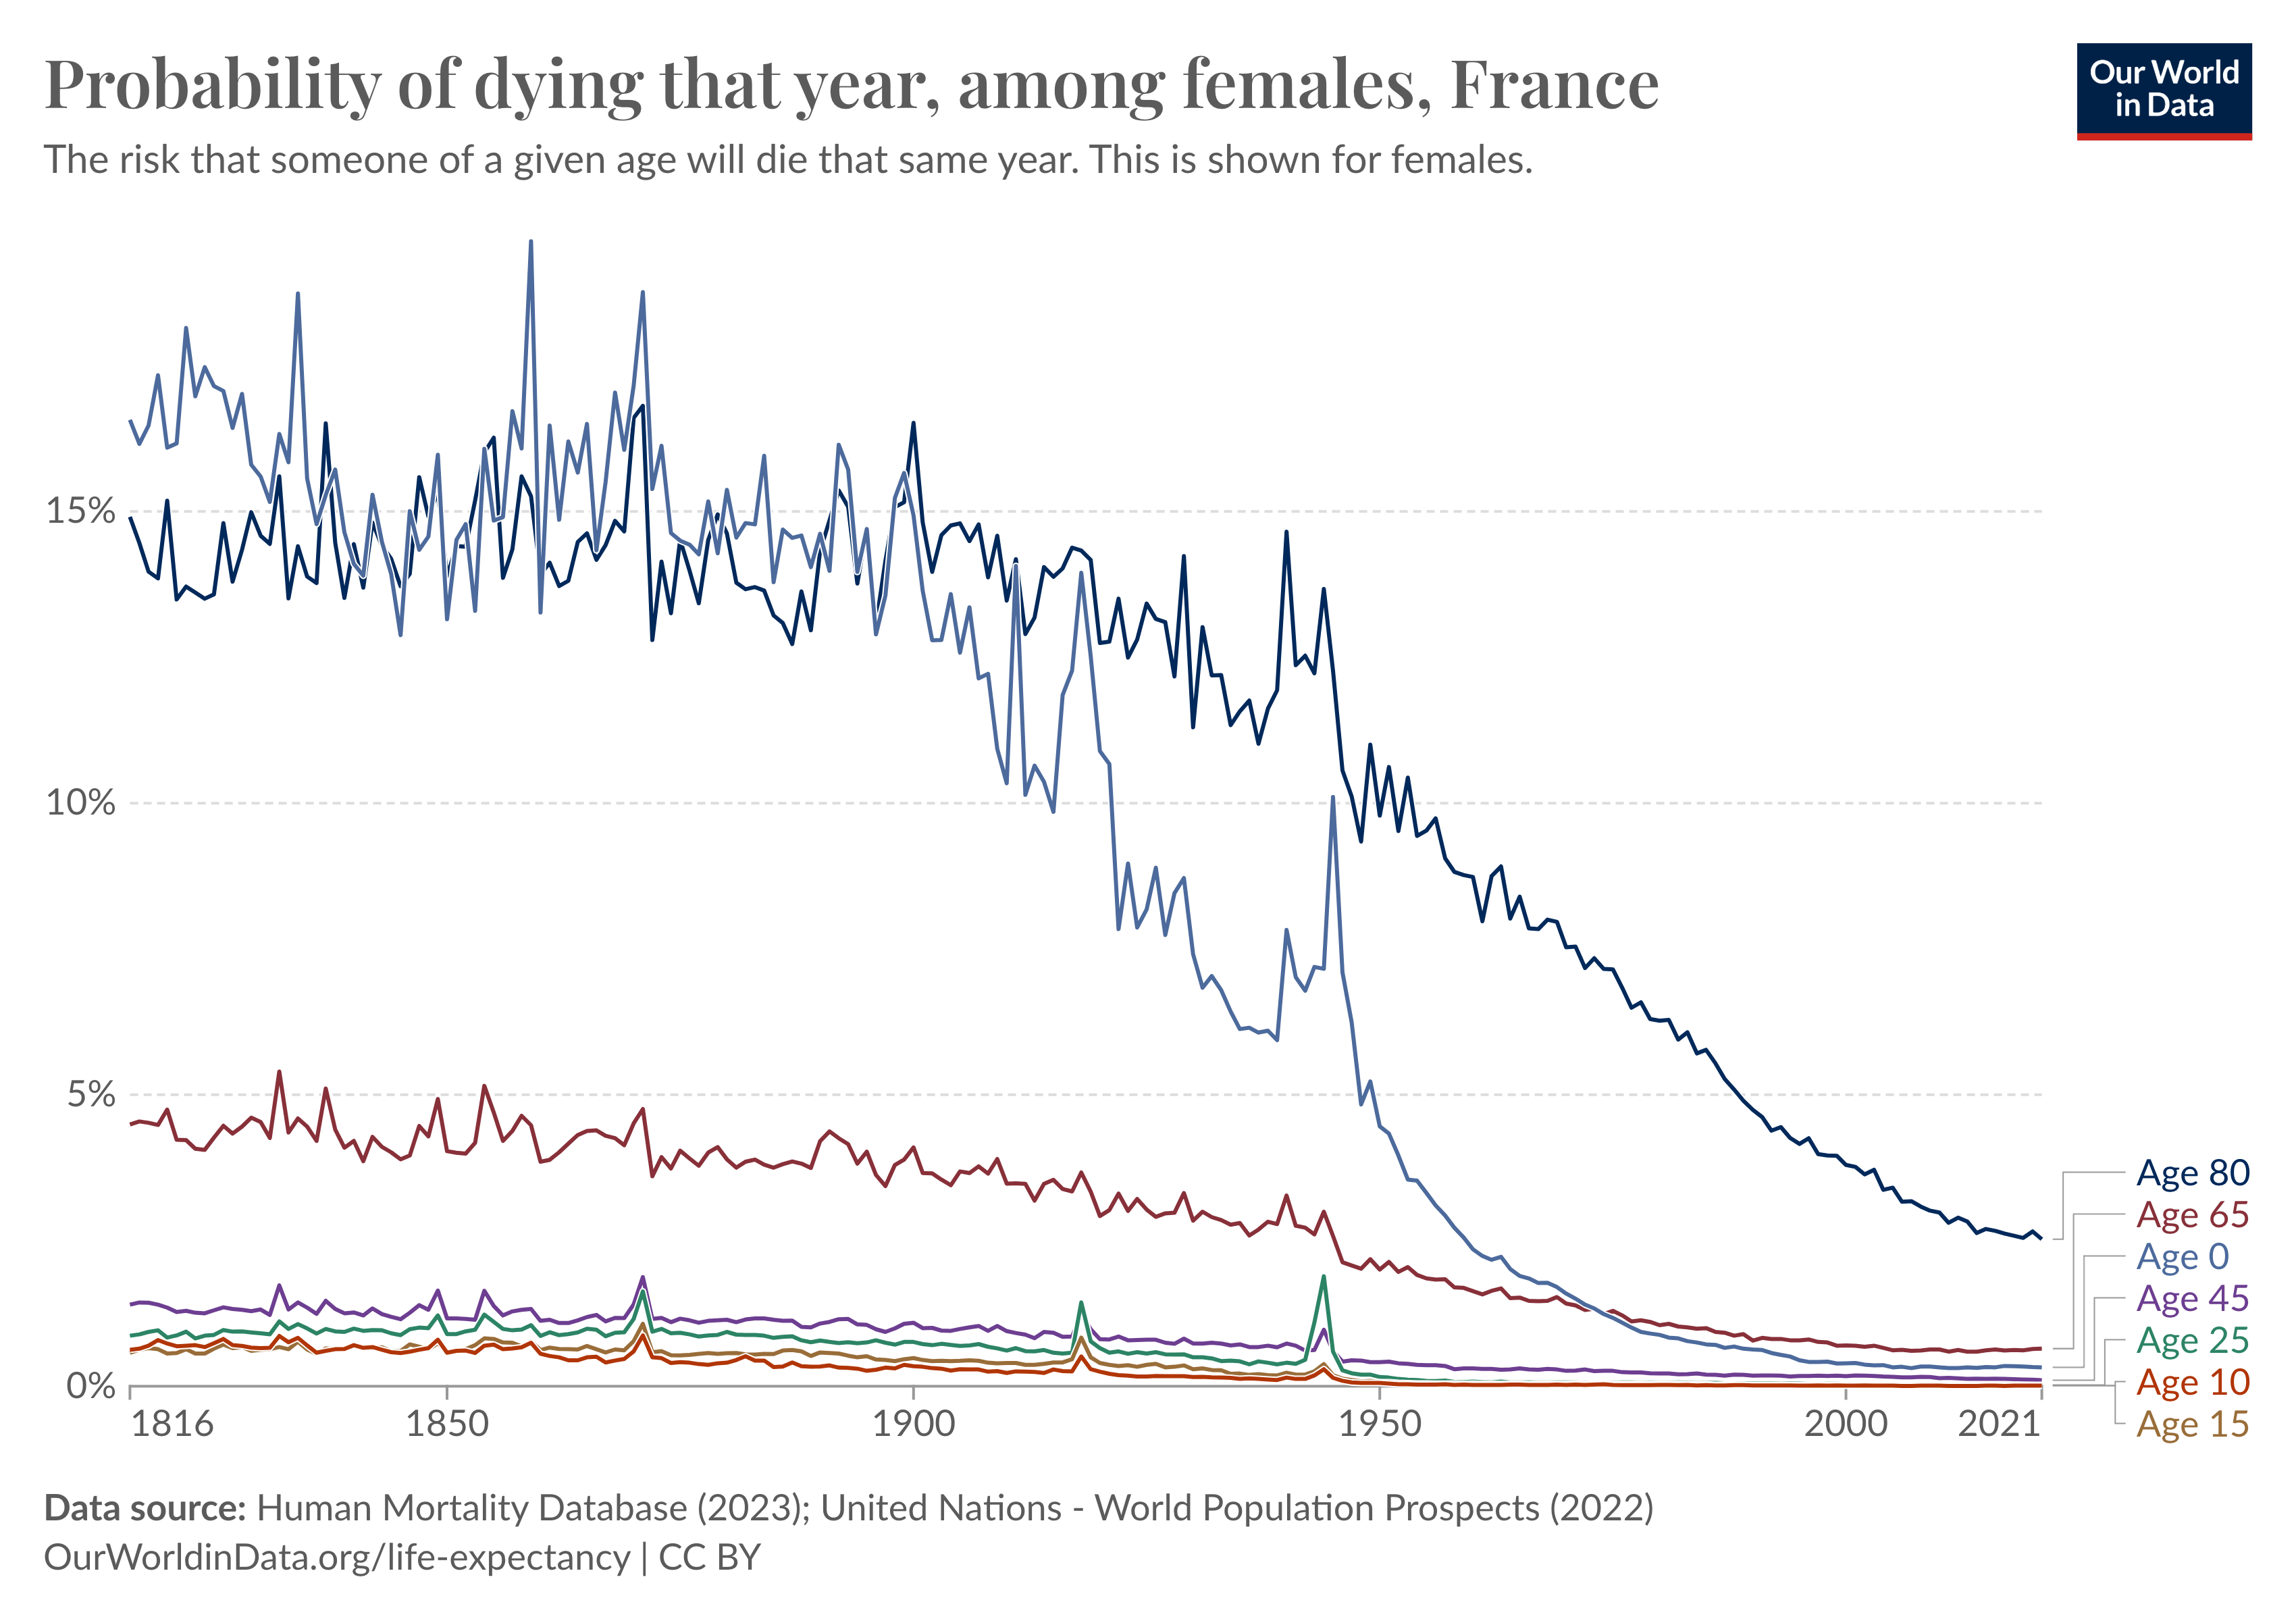 Probability of dying that year, among females, France
The risk that someone of a given age will die that same year. This is shown for females.
Our World
in Data
15%
10%
5%
0%
1816
1850
1900
1950
2000
2021
Age 80
Age 65
Age 0
Age 45
Age 25
Age 10
Age 15
Data source: Human Mortality Database (2023); United Nations - World Population Prospects (2022)
OurWorldinData.org/life-expectancy | CC BY